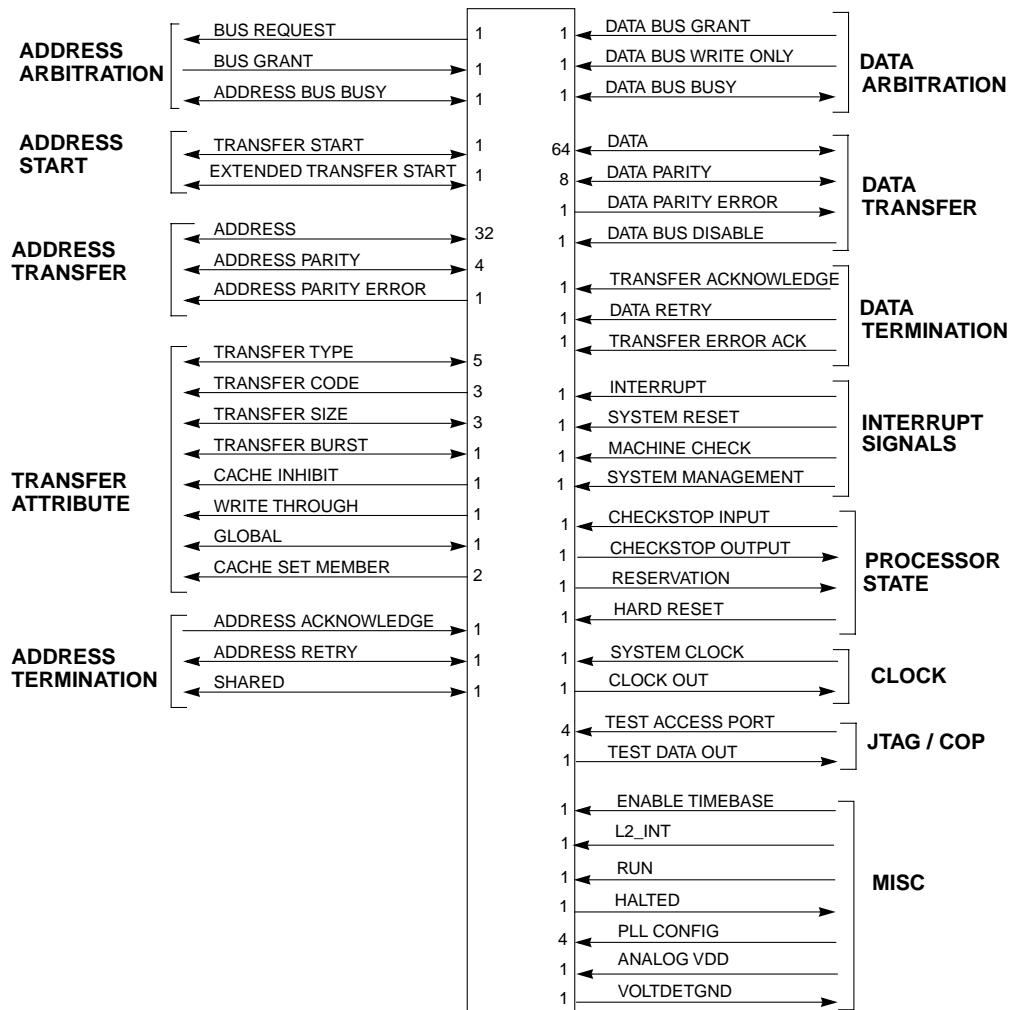 ADDRESS
ARBITRATION
BUS REQUEST 1
BUS GRANT 1
ADDRESS BUS BUSY 1
ADDRESS
START
TRANSFER START 1
EXTENDED TRANSFER START 1
ADDRESS
TRANSFER
ADDRESS 32
ADDRESS PARITY 4
ADDRESS PARITY ERROR 1
TRANSFER
ATTRIBUTE
TRANSFER TYPE 5
TRANSFER CODE 3
TRANSFER SIZE 3
TRANSFER BURST 1
CACHE INHIBIT 1
WRITE THROUGH 1
GLOBAL 1
CACHE SET MEMBER 2
ADDRESS
TERMINATION
ADDRESS ACKNOWLEDGE 1
ADDRESS RETRY 1
SHARED 1
1 DATA BUS GRANT
1 DATA BUS WRITE ONLY
1 DATA BUS BUSY
DATA
ARBITRATION
64 DATA
8 DATA PARITY
1 DATA PARITY ERROR
1 DATA BUS DISABLE
DATA
TRANSFER
1 TRANSFER ACKNOWLEDGE
1 DATA RETRY
1 TRANSFER ERROR ACK
DATA
TERMINATION
1 INTERRUPT
1 SYSTEM RESET
1 MACHINE CHECK
1 SYSTEM MANAGEMENT
INTERRUPT
SIGNALS
1 CHECKSTOP INPUT
1 CHECKSTOP OUTPUT
1 RESERVATION
1 HARD RESET
PROCESSOR
STATE
1 SYSTEM CLOCK
1 CLOCK OUT
CLOCK
4 TEST ACCESS PORT
1 TEST DATA OUT
JTAG / COP
1 ENABLE TIMEBASE
1 L2_INT
1 RUN
1 HALTED
4 PLL CONFIG
1 ANALOG VDD
1 VOLTDETGND
MISC